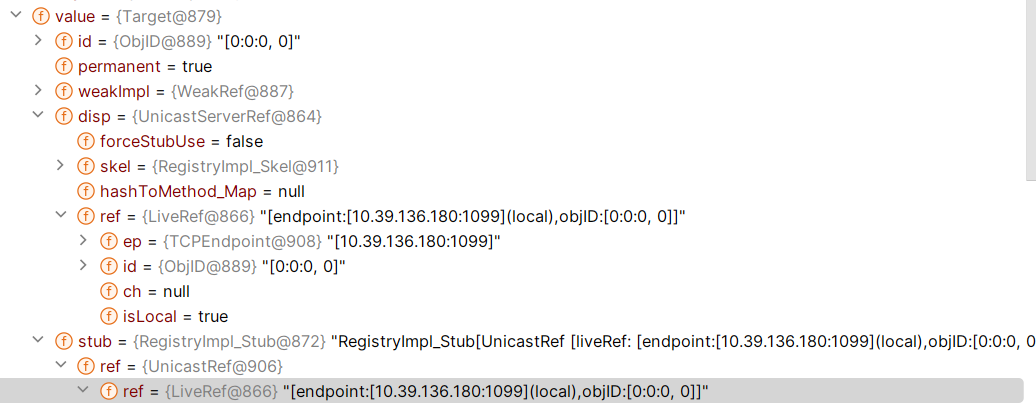 value = {Target@879}
id = {ObjID@889} "[0:0:0, 0]"
permanent = true
weakImpl = {WeakRef@887}
disp = {UnicastServerRef@864}
forceStubUse = false
skel = {RegistryImpl_Skel@911}
hashToMethod_Map = null
ref = {LiveRef@866} "[endpoint:[10.39.136.180:1099](local),objID:[0:0:0, 0]]"
ep = {TCPEndpoint@908} "[10.39.136.180:1099]"
id = {ObjID@889} "[0:0:0, 0]"
ch = null
isLocal = true
stub = {RegistryImpl_Stub@872} "RegistryImpl_Stub[UnicastRef [liveRef: [endpoint:[10.39.136.180:1099](local),objID:[0:0:0, 0
ref = {UnicastRef@906}
ref = {LiveRef@866} "[endpoint:[10.39.136.180:1099](local),objID:[0:0:0, 0]]"